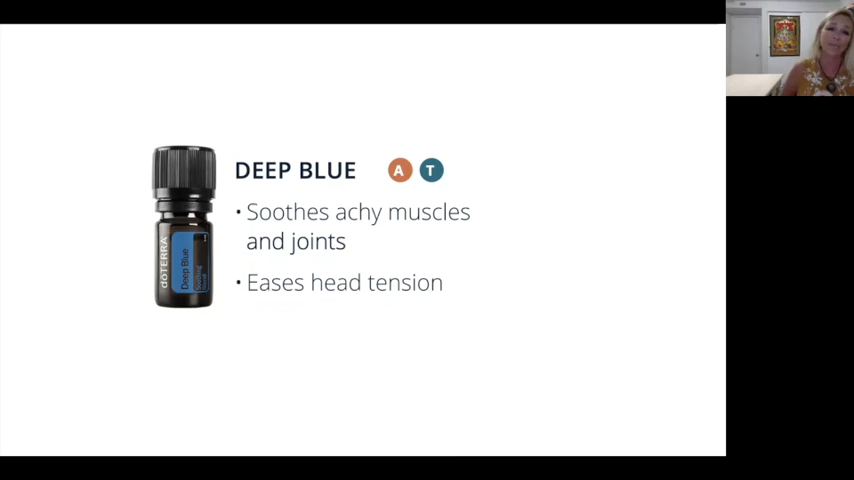 DEEP BLUE A T
• Soothes achy muscles
and joints
• Eases head tension
dōTERRA
Deep Blue